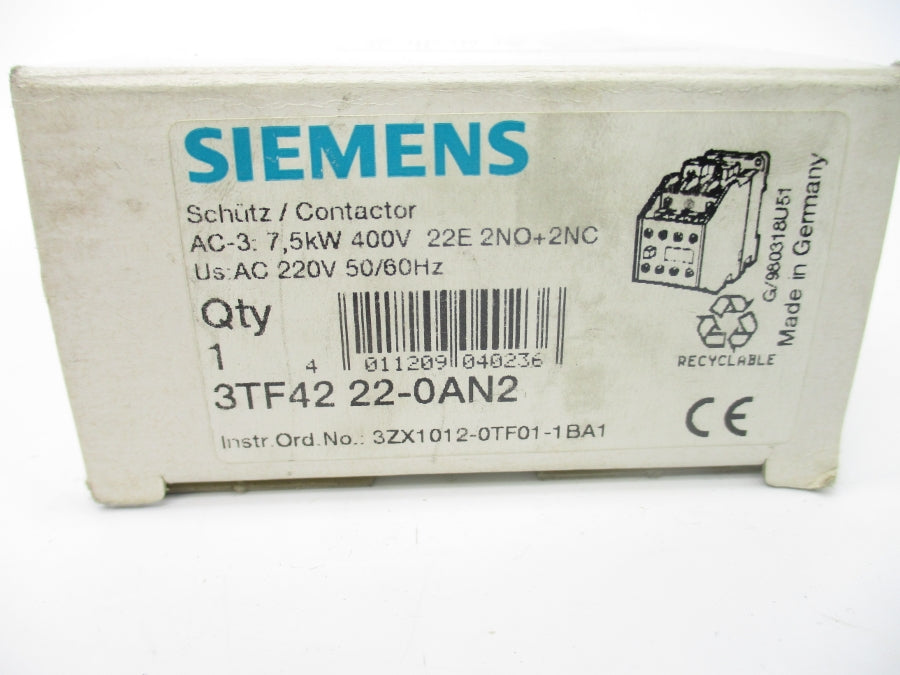 SIEMENS
Schütz / Contactor
AC-3: 7,5kW 400V 22E 2NO+2NC
Us:AC 220V 50/60Hz
Qty
1
4 011209 040236
3TF42 22-0AN2
Instr.Ord.No.: 3ZX1012-0TF01-1BA1
G/980318U51
Made in Germany
RECYCLABLE
CE